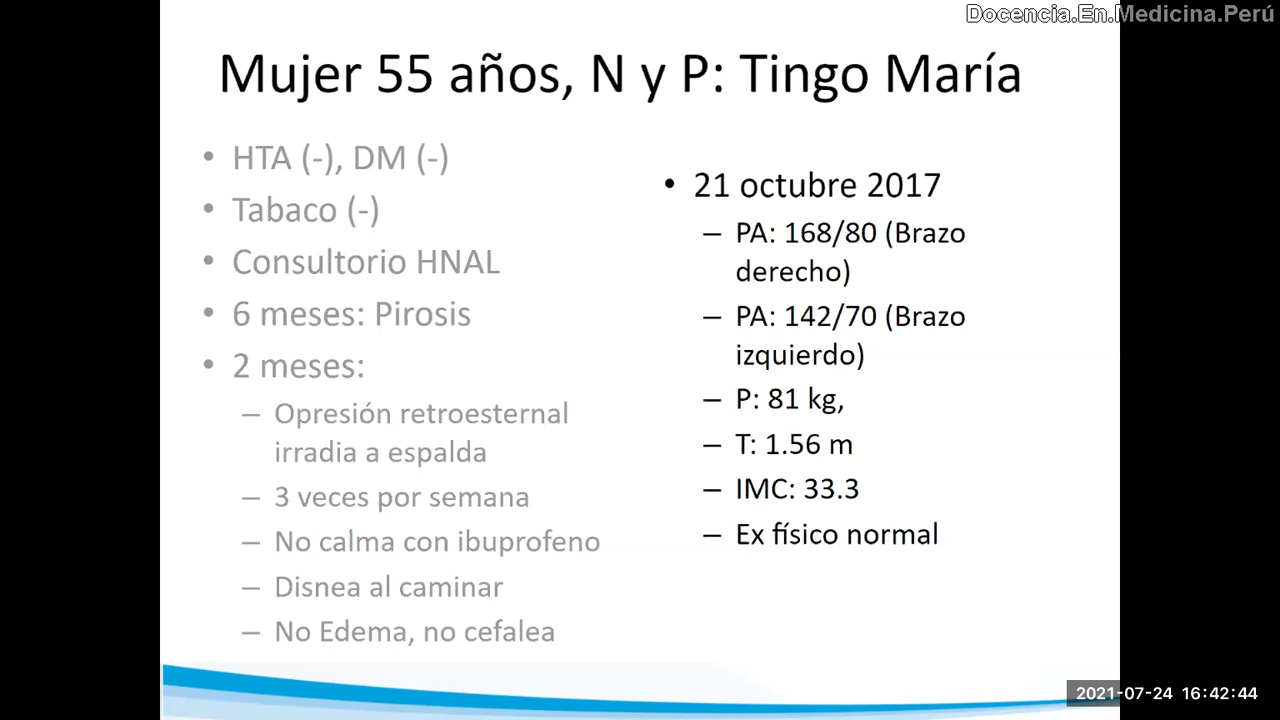 Docencia.En.Medicina.Perú
Mujer 55 años, N y P: Tingo María
• HTA (-), DM (-)
• Tabaco (-)
• Consultorio HNAL
• 6 meses: Pirosis
• 2 meses:
– Opresión retroesternal
irradia a espalda
– 3 veces por semana
– No calma con ibuprofeno
– Disnea al caminar
– No Edema, no cefalea
• 21 octubre 2017
– PA: 168/80 (Brazo
derecho)
– PA: 142/70 (Brazo
izquierdo)
– P: 81 kg,
– T: 1.56 m
– IMC: 33.3
– Ex físico normal
2021-07-24 16:42:44